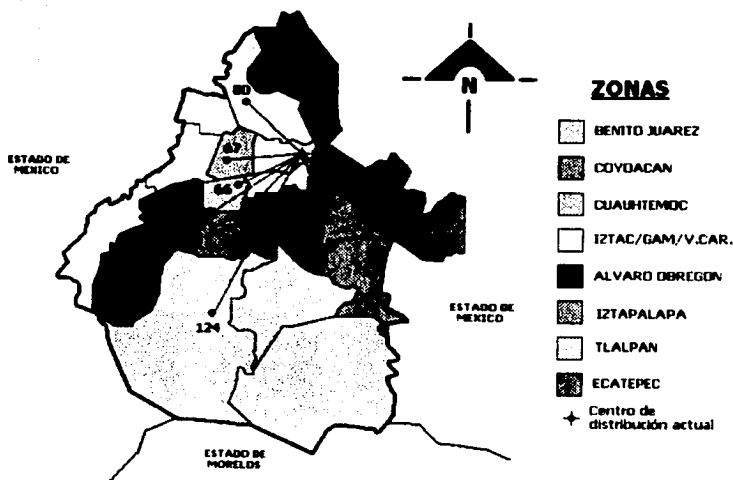 80
N
ZONAS
BENITO JUAREZ
ESTADO DE
MEXICO
67
COYOACAN
66
CUAUHTEMOC
IZTAC/GAM/V.CAR.
ALVARO OBREGON
ESTADO DE
MEXICO
IZTAPALAPA
124
TLALPAN
ECATEPEC
Centro de
distribución actual
ESTADO DE
MORELOS